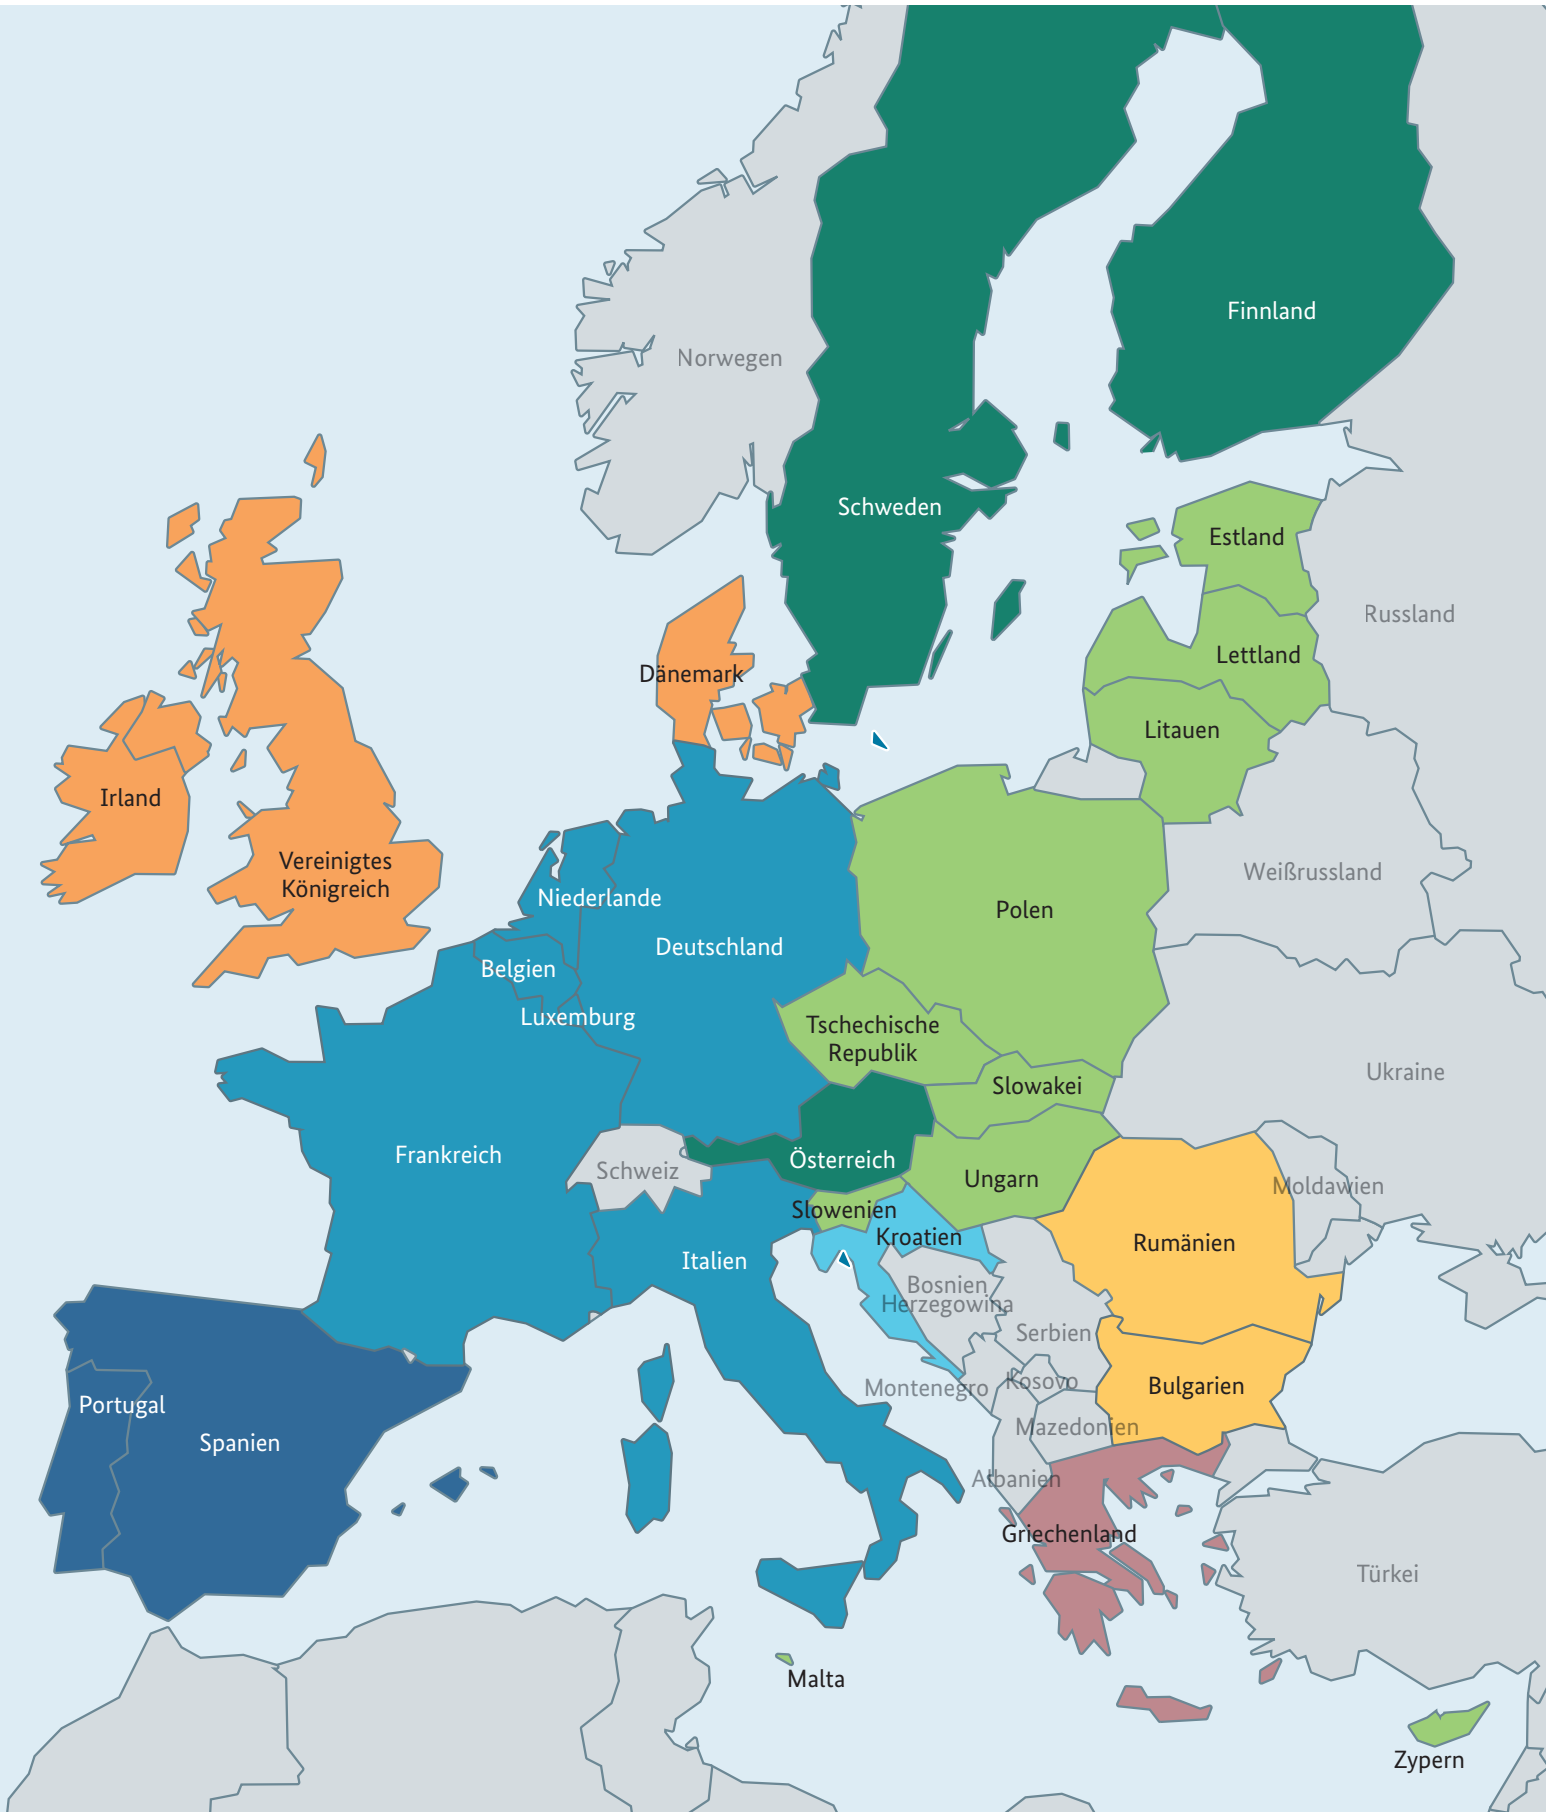 Finnland
Norwegen
Schweden
Estland
Russland
Lettland
Dänemark
Litauen
Irland
Vereinigtes
Königreich
Weißrussland
Niederlande
Polen
Deutschland
Belgien
Luxemburg
Tschechische
Republik
Slowakei
Ukraine
Frankreich
Schweiz
Österreich
Ungarn
Moldawien
Slowenien
Kroatien
Rumänien
Italien
Bosnien
Herzegowina
Serbien
Kosovo
Montenegro
Bulgarien
Portugal
Spanien
Mazedonien
Albanien
Griechenland
Türkei
Malta
Zypern